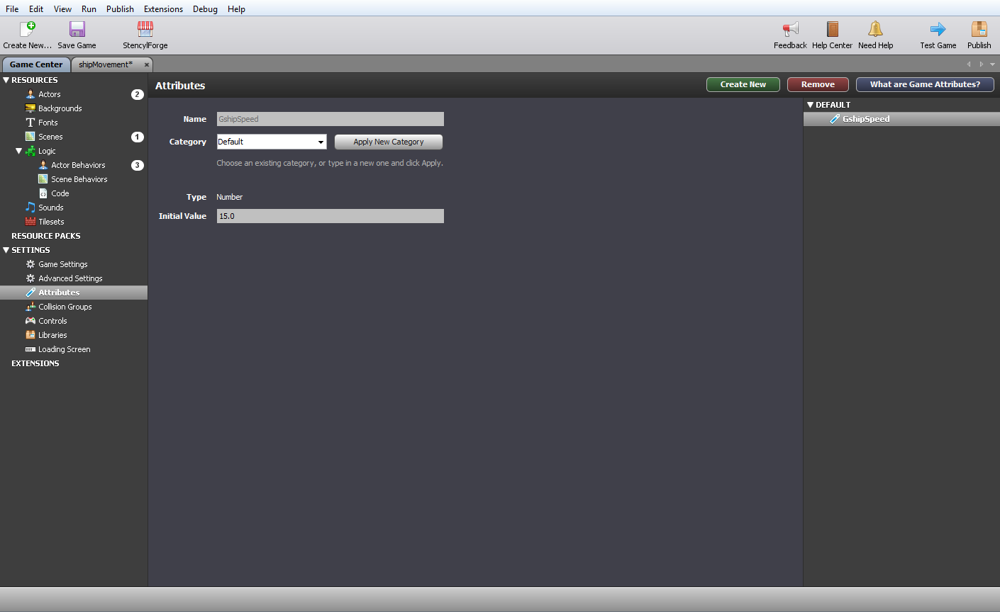 File Edit View Run Publish Extensions Debug Help
Create New... Save Game StencylForge Feedback Help Center Need Help Test Game Publish
Game Center shipMovement*
RESOURCES
Actors 2
Backgrounds
Fonts
Scenes 1
Logic
Actor Behaviors 3
Scene Behaviors
Code
Sounds
Tilesets
RESOURCE PACKS
SETTINGS
Game Settings
Advanced Settings
Attributes
Collision Groups
Controls
Libraries
Loading Screen
EXTENSIONS
Attributes Create New Remove What are Game Attributes?
Name GshipSpeed
Category Default Apply New Category
Choose an existing category, or type in a new one and click Apply.
Type Number
Initial Value 15.0
DEFAULT
GshipSpeed